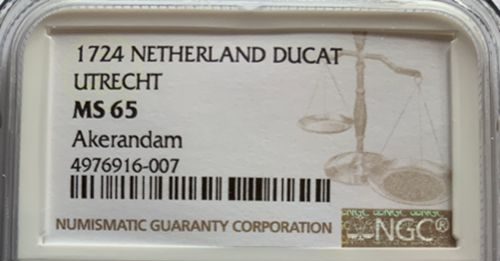 1724 NETHERLAND DUCAT
UTRECHT
MS 65
Akerandam
4976916-007
NUMISMATIC GUARANTY CORPORATION
NGC®